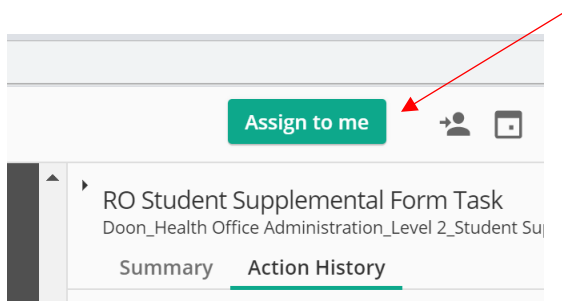 Assign to me
RO Student Supplemental Form Task
Doon_Health Office Administration_Level 2_Student Su
Summary Action History